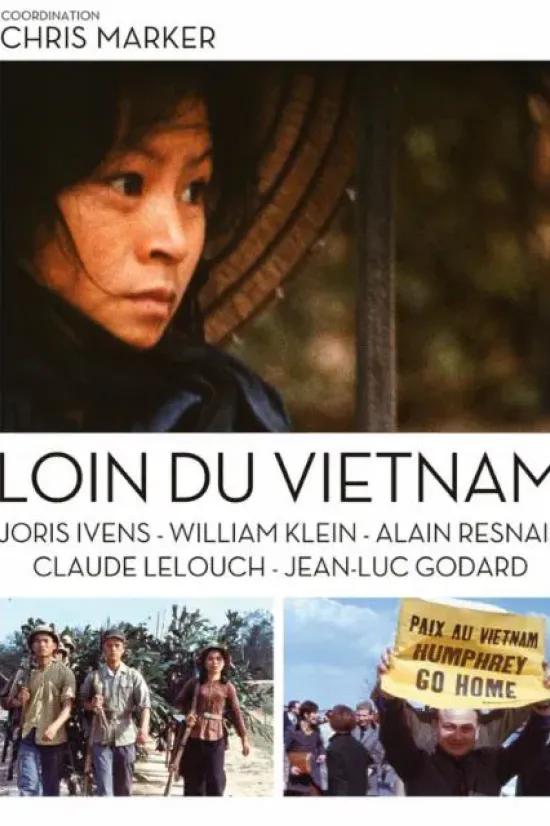 COORDINATION
CHRIS MARKER
LOIN DU VIETNAM
JORIS IVENS - WILLIAM KLEIN - ALAIN RESNAIS
CLAUDE LELOUCH - JEAN-LUC GODARD
PAIX AU VIETNAM
HUMPHREY
GO HOME